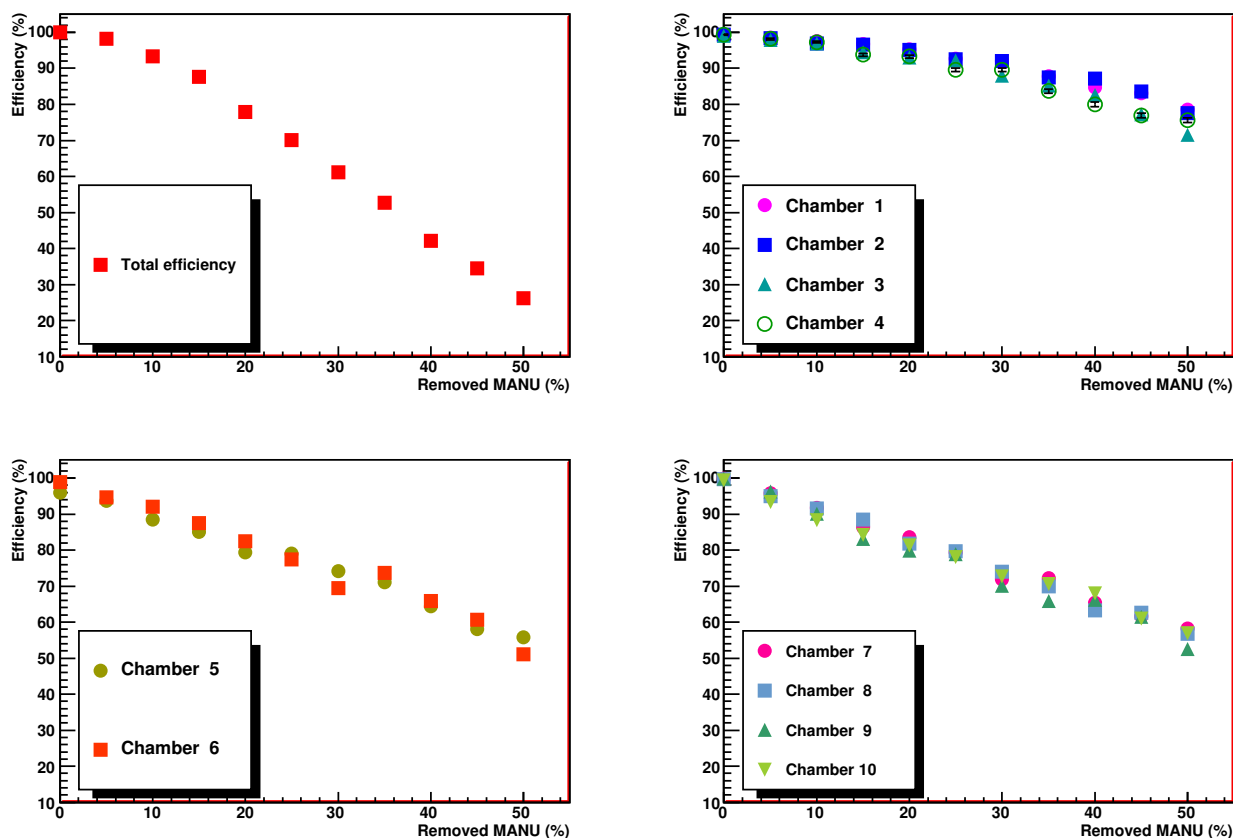 Efficiency (%)
100
90
80
70
60
50
40
30
20
10
Total efficiency
0 10 20 30 40 50
Removed MANU (%)
Efficiency (%)
100
90
80
70
60
50
40
30
20
10
Chamber 1
Chamber 2
Chamber 3
Chamber 4
0 10 20 30 40 50
Removed MANU (%)
Efficiency (%)
100
90
80
70
60
50
40
30
20
10
Chamber 5
Chamber 6
0 10 20 30 40 50
Removed MANU (%)
Efficiency (%)
100
90
80
70
60
50
40
30
20
10
Chamber 7
Chamber 8
Chamber 9
Chamber 10
0 10 20 30 40 50
Removed MANU (%)